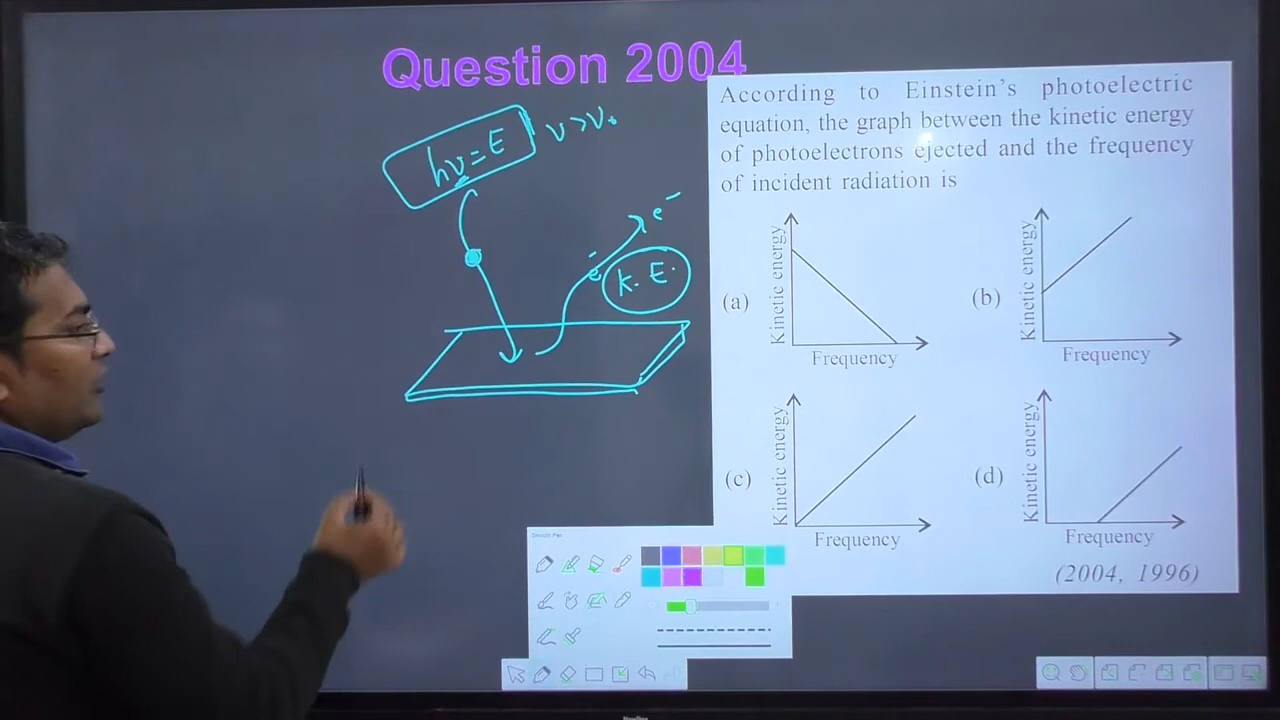 Question 2004
hν = E
ν > ν₀
e⁻
e⁻
K. E.
According to Einstein's photoelectric
equation, the graph between the kinetic energy
of photoelectrons ejected and the frequency
of incident radiation is
(a)
Kinetic energy
Frequency
(b)
Kinetic energy
Frequency
(c)
Kinetic energy
Frequency
(d)
Kinetic energy
Frequency
(2004, 1996)
Smooth Pen